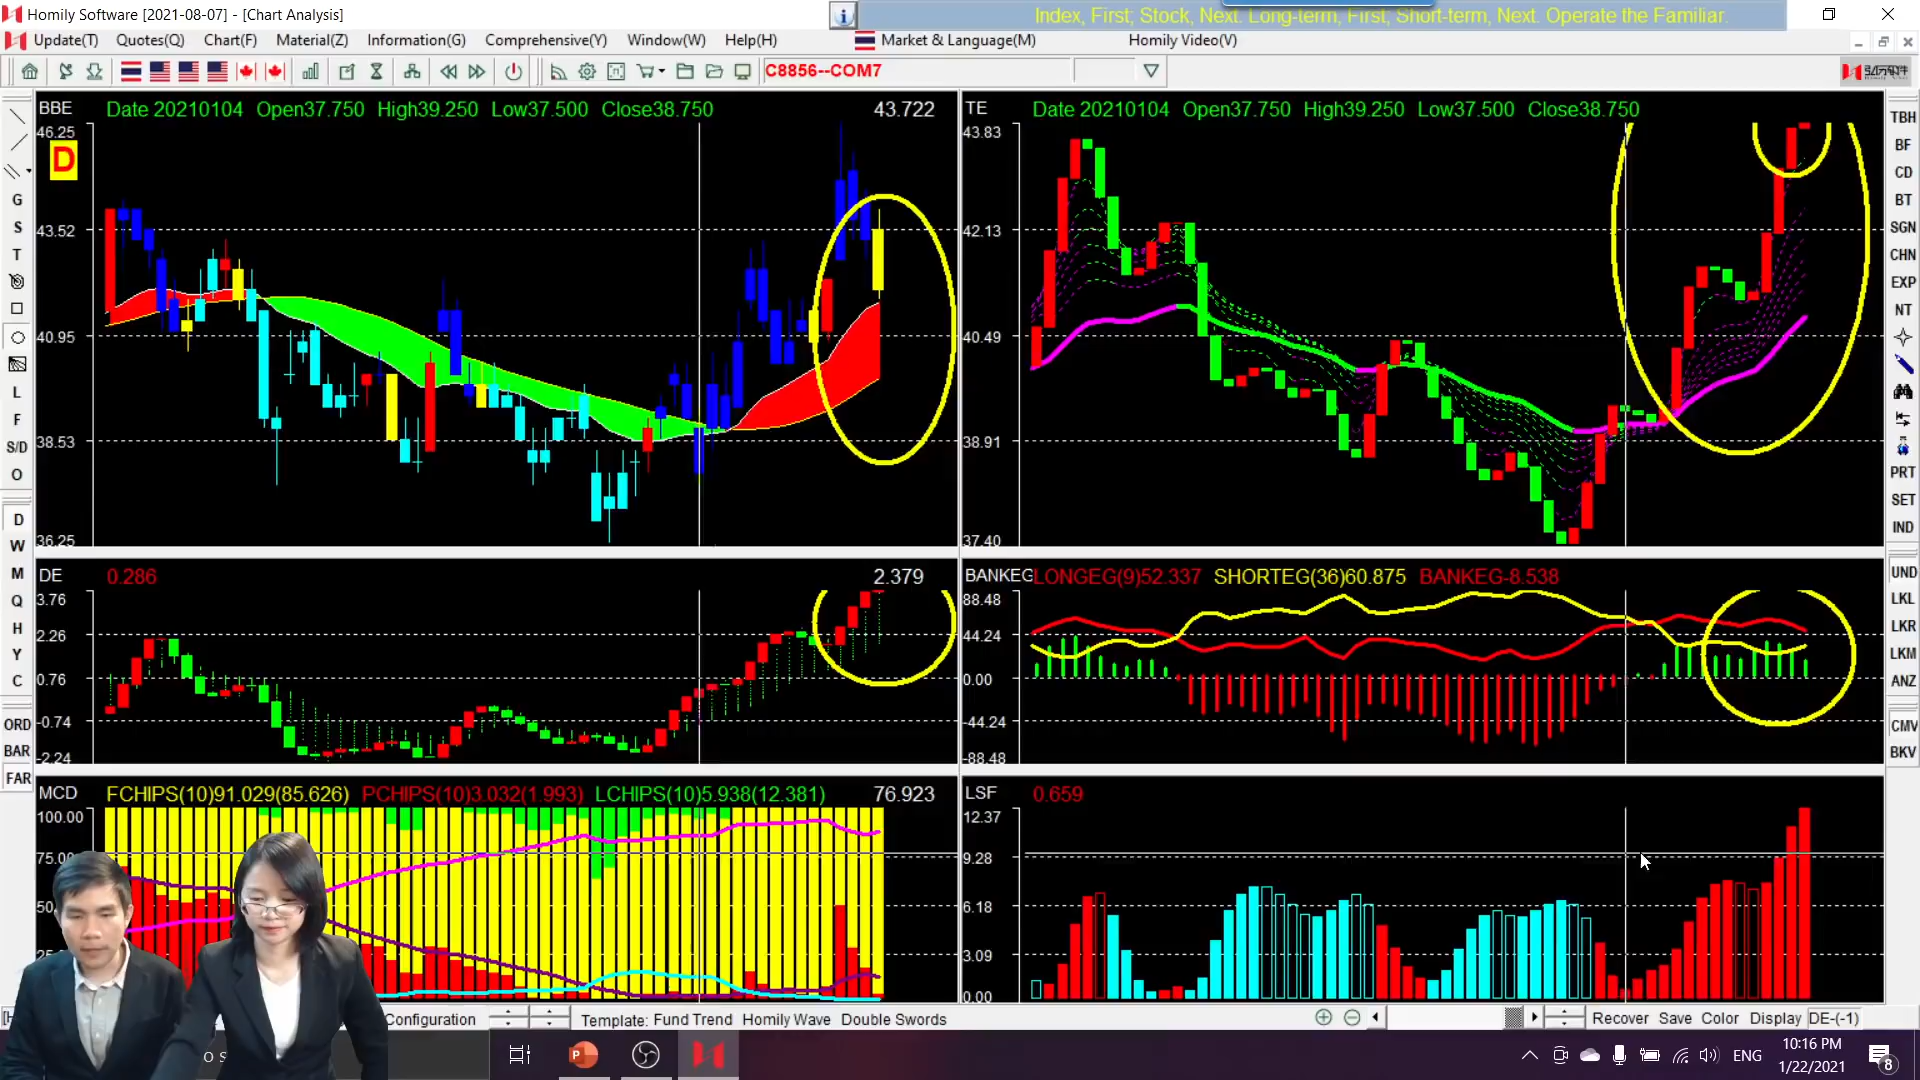 Homily Software [2021-08-07] - [Chart Analysis]
Index, First; Stock, Next. Long-term, First; Short-term, Next. Operate the Familiar.
Update(T) Quotes(Q) Chart(F) Material(Z) Information(G) Comprehensive(Y) Window(W) Help(H) Market & Language(M) Homily Video(V)
C8856--COM7
弘历软件
BBE Date 20210104 Open37.750 High39.250 Low37.500 Close38.750 43.722
46.25
D
43.52
40.95
38.53
36.25
TE Date 20210104 Open37.750 High39.250 Low37.500 Close38.750
43.83
42.13
40.49
38.91
37.40
DE 0.286 2.379
3.76
2.26
0.76
-0.74
-2.24
BANKEG LONGEG(9)52.337 SHORTEG(36)60.875 BANKEG-8.538
88.48
44.24
0.00
-44.24
-88.48
MCD FCHIPS(10)91.029(85.626) PCHIPS(10)3.032(1.993) LCHIPS(10)5.938(12.381) 76.923
100.00
75.00
50.
25
LSF 0.659
12.37
9.28
6.18
3.09
0.00
G
S
T
L
F
S/D
O
D
W
M
Q
H
Y
C
ORD
BAR
FAR
TBH
BF
CD
BT
SGN
CHN
EXP
NT
PRT
SET
IND
UND
LKL
LKR
LKM
ANZ
CMV
BKV
Configuration Template: Fund Trend Homily Wave Double Swords Recover Save Color Display DE-(-1)
O S
ENG
10:16 PM
1/22/2021
8